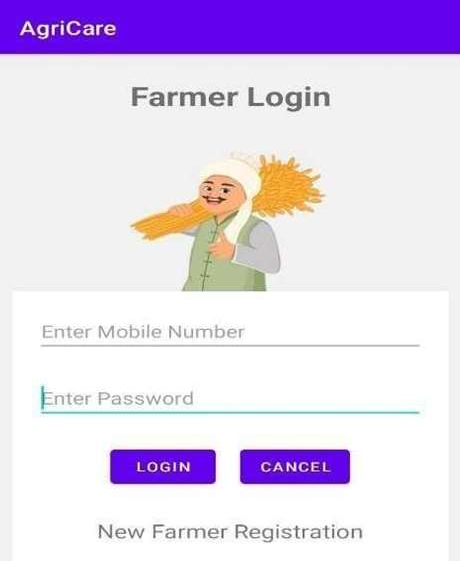 AgriCare
Farmer Login
Enter Mobile Number
Enter Password
LOGIN
CANCEL
New Farmer Registration